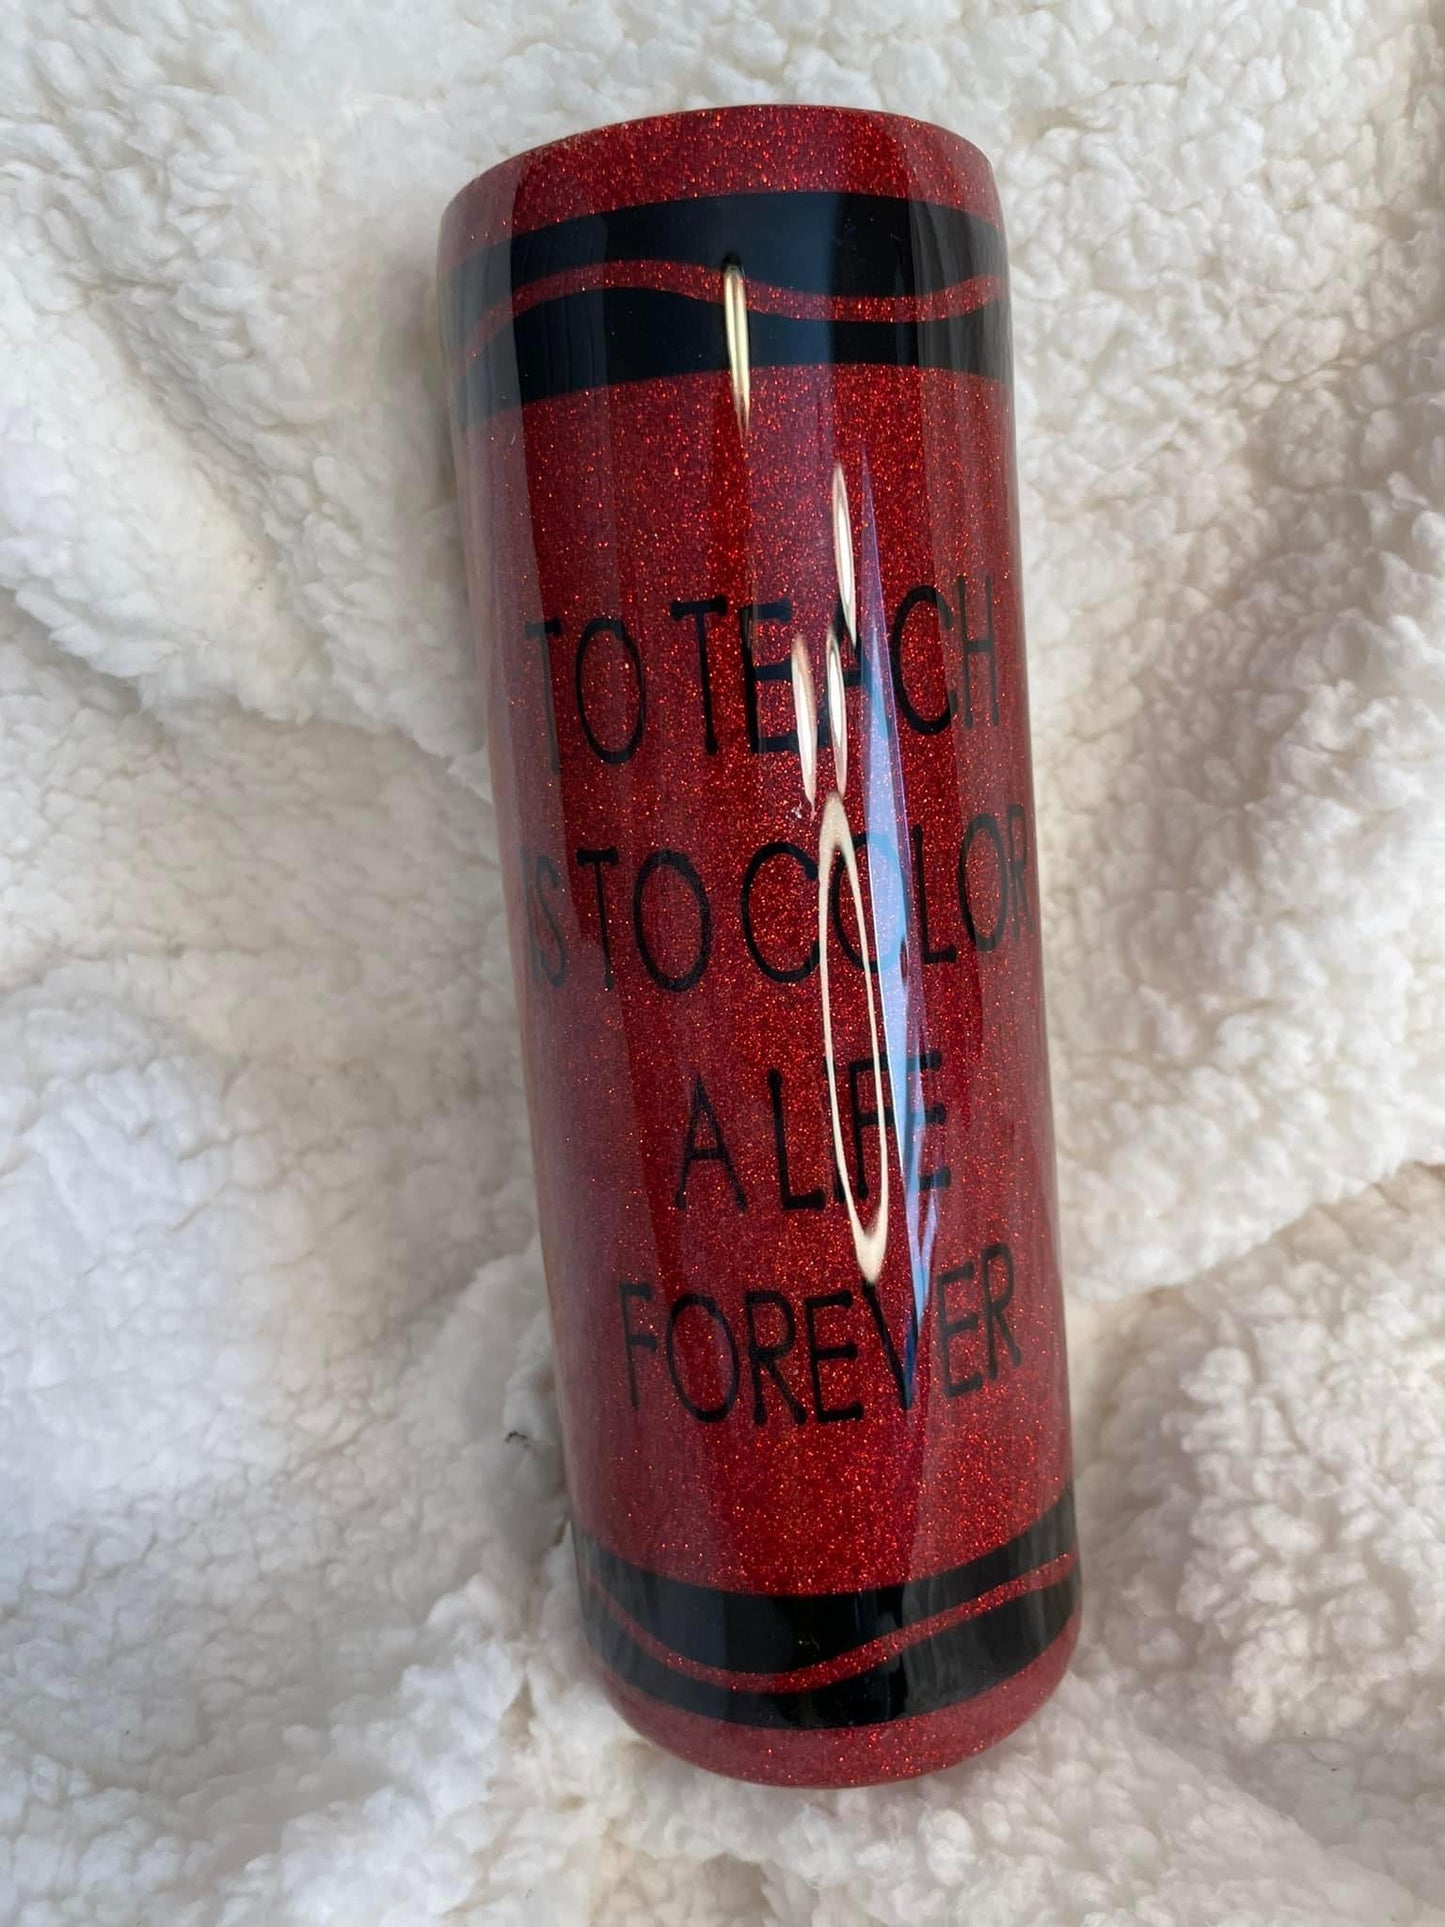 TO TEACH
IS TO COLOR
A LIFE
FOREVER